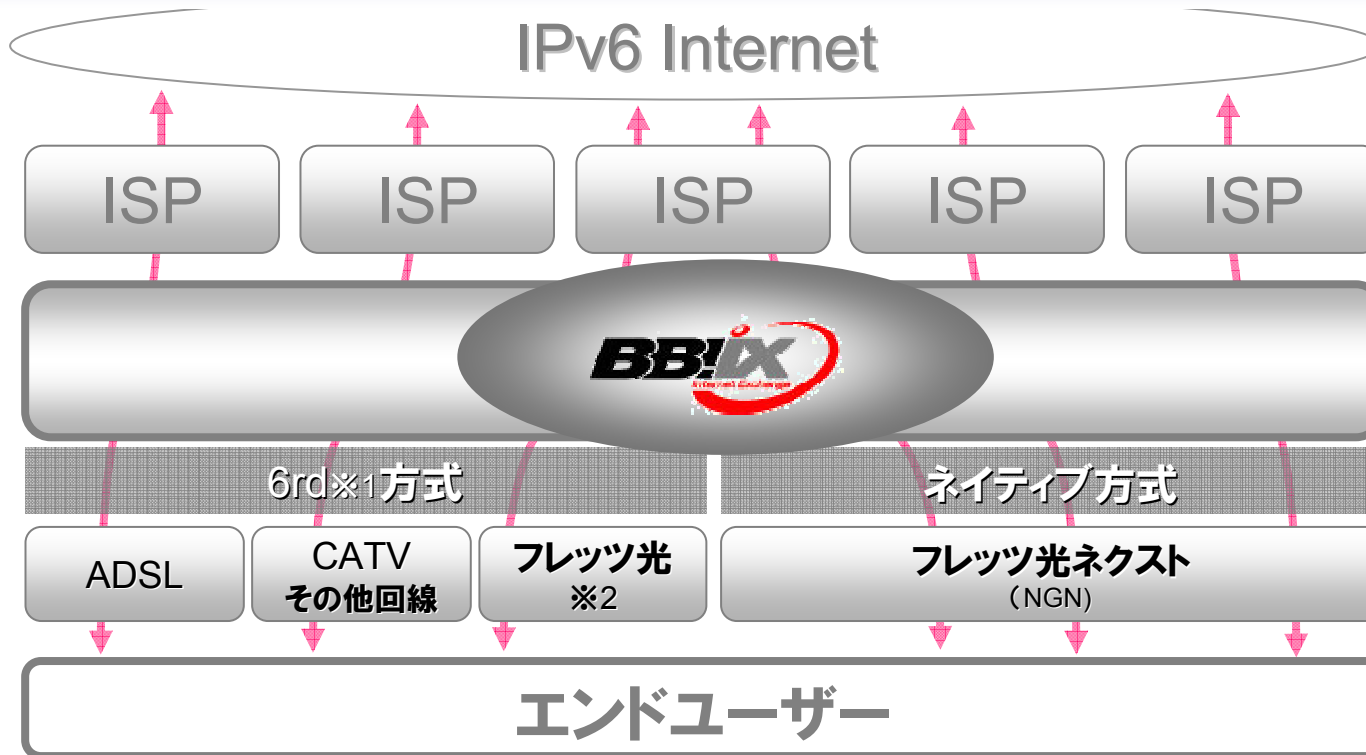 IPv6 Internet
ISP
ISP
ISP
ISP
ISP
BB!iX
Internet Exchange
6rd※1方式
ネイティブ方式
ADSL
CATV
その他回線
フレッツ光
※2
フレッツ光ネクスト
（NGN)
エンドユーザー